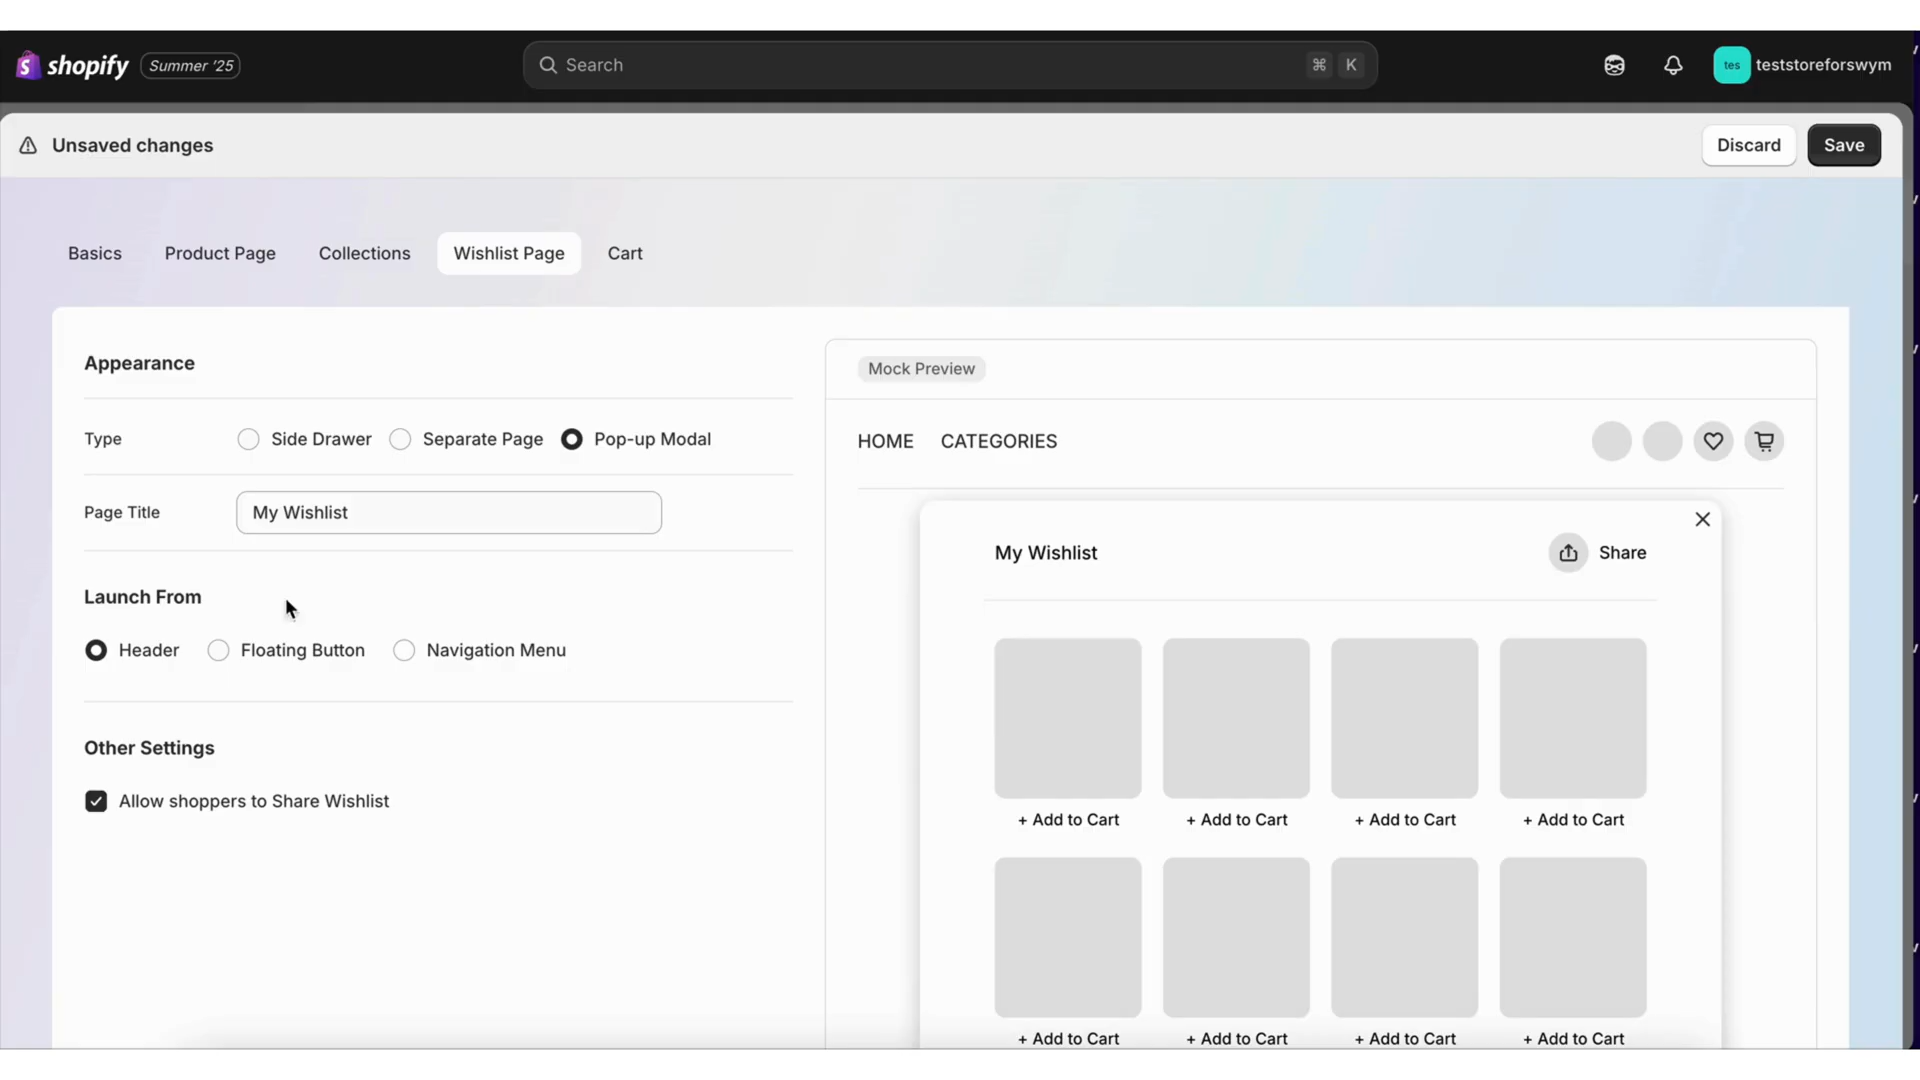 shopify Summer '25 Search ⌘ K tes teststoreforswym
Unsaved changes Discard Save
Basics Product Page Collections Wishlist Page Cart
Appearance
Type Side Drawer Separate Page Pop-up Modal
Page Title My Wishlist
Launch From
Header Floating Button Navigation Menu
Other Settings
Allow shoppers to Share Wishlist
Mock Preview
HOME CATEGORIES
My Wishlist Share
+ Add to Cart + Add to Cart + Add to Cart + Add to Cart
+ Add to Cart + Add to Cart + Add to Cart + Add to Cart